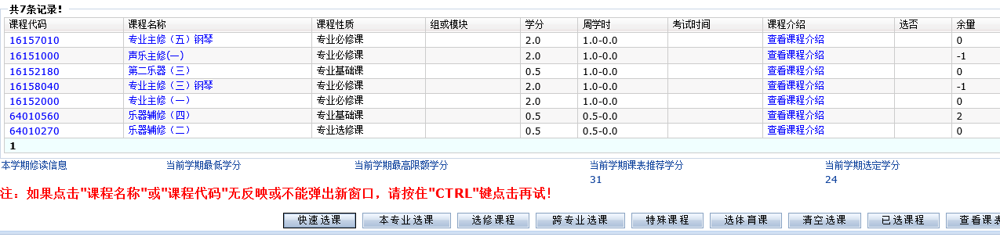 共7条记录!
课程代码 课程名称 课程性质 组或模块 学分 周学时 考试时间 课程介绍 选否 余量
16157010 专业主修（五）钢琴 专业必修课 2.0 1.0-0.0 查看课程介绍 0
16151000 声乐主修(一) 专业必修课 2.0 1.0-0.0 查看课程介绍 -1
16152180 第二乐器（三） 专业基础课 0.5 1.0-0.0 查看课程介绍 0
16158040 专业主修（三）钢琴 专业必修课 2.0 1.0-0.0 查看课程介绍 -1
16152000 专业主修（一） 专业必修课 2.0 1.0-0.0 查看课程介绍 0
64010560 乐器辅修（四） 专业基础课 0.5 0.5-0.0 查看课程介绍 2
64010270 乐器辅修（二） 专业选修课 0.5 0.5-0.0 查看课程介绍 0
1
本学期修读信息 当前学期最低学分 当前学期最高限额学分 当前学期课表推荐学分 当前学期选定学分
31 24
注：如果点击"课程名称"或"课程代码"无反映或不能弹出新窗口，请按住"CTRL"键点击再试！
快速选课 本专业选课 选修课程 跨专业选课 特殊课程 选体育课 清空选课 已选课程 查看课表